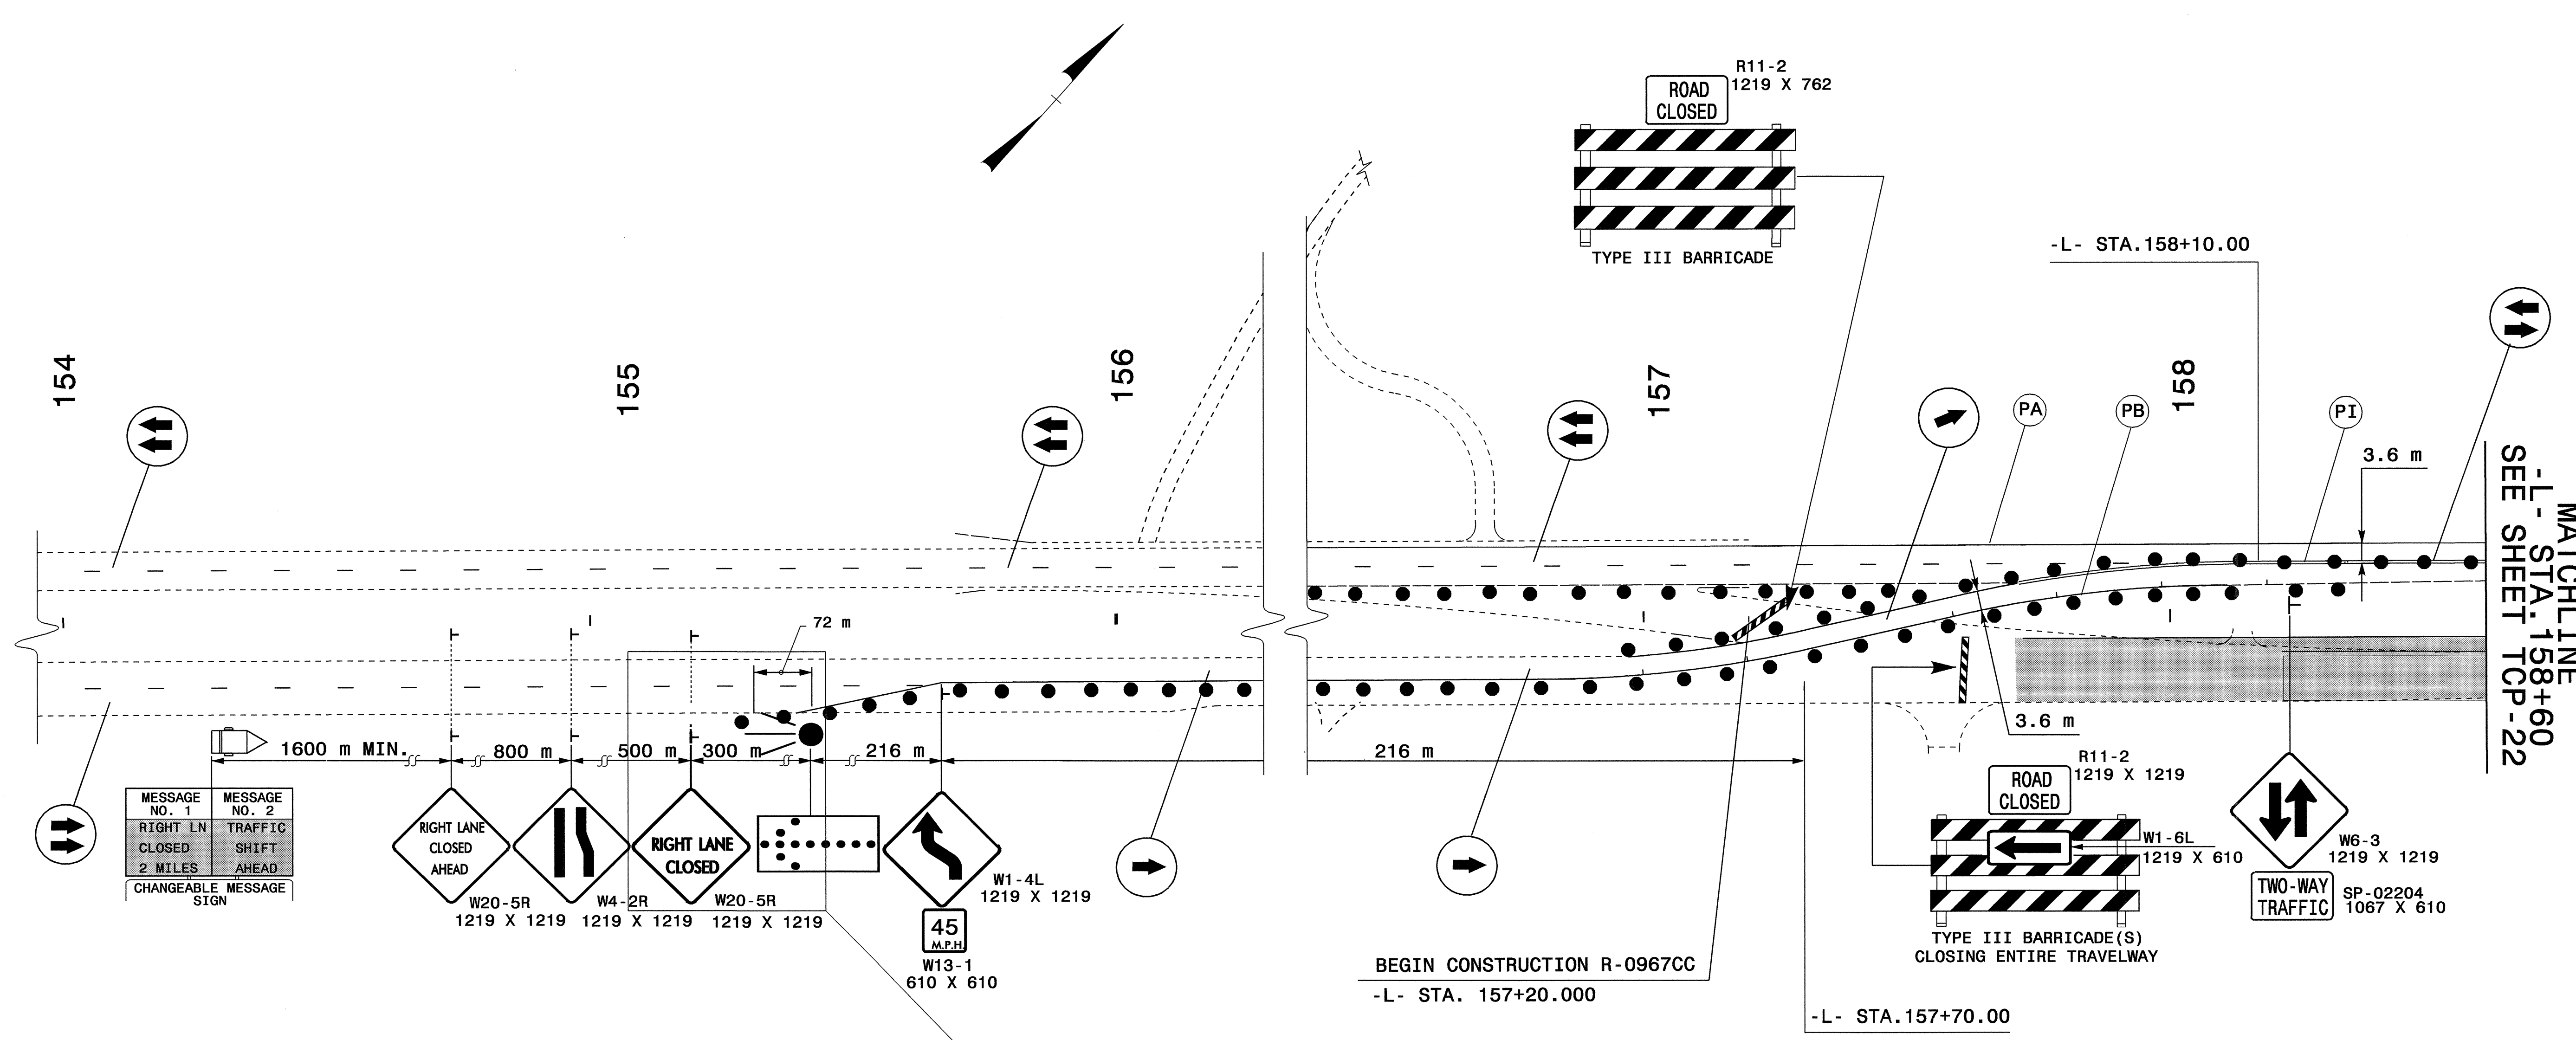 R11-2
1219 X 762
ROAD
CLOSED
TYPE III BARRICADE
-L- STA.158+10.00
154
155
156
157
158
PA
PB
PI
3.6 m
MATCHLINE
-L- STA.158+60
SEE SHEET TCP-22
72 m
1600 m MIN.
800 m
500 m
300 m
216 m
216 m
3.6 m
MESSAGE
NO. 1
MESSAGE
NO. 2
RIGHT LN
CLOSED
2 MILES
TRAFFIC
SHIFT
AHEAD
CHANGEABLE MESSAGE
SIGN
RIGHT LANE
CLOSED
AHEAD
W20-5R
1219 X 1219
W4-2R
1219 X 1219
RIGHT LANE
CLOSED
W20-5R
1219 X 1219
W1-4L
1219 X 1219
45
M.P.H.
W13-1
610 X 610
BEGIN CONSTRUCTION R-0967CC
-L- STA. 157+20.000
-L- STA.157+70.00
R11-2
1219 X 1219
ROAD
CLOSED
W1-6L
1219 X 610
TYPE III BARRICADE(S)
CLOSING ENTIRE TRAVELWAY
W6-3
1219 X 1219
TWO-WAY
TRAFFIC
SP-02204
1067 X 610